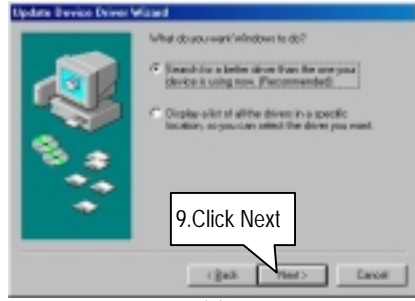 Update Device Driver Wizard
What do you want Windows to do?
Search for a better driver than the one your
device is using now. (Recommended)
Display a list of all the drivers in a specific
location, so you can select the driver you want.
9.Click Next
< Back
Next >
Cancel